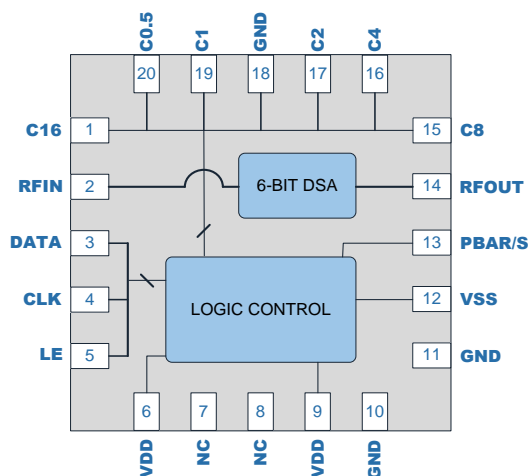 C0.5 C1 GND C2 C4
20 19 18 17 16
C16 1 15 C8
RFIN 2 6-BIT DSA 14 RFOUT
DATA 3 13 PBAR/S
CLK 4 LOGIC CONTROL 12 VSS
LE 5 11 GND
6 7 8 9 10
VDD NC NC VDD GND